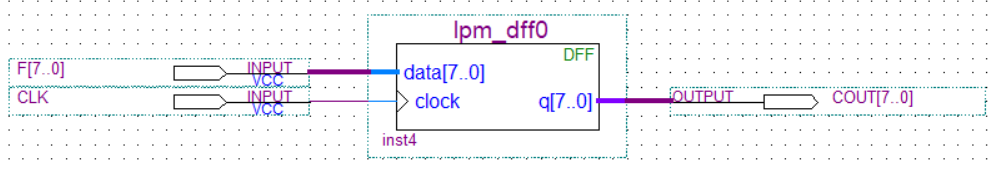 lpm_dff0
DFF
F[7..0] INPUT
VCC
data[7..0]
CLK INPUT
VCC
clock q[7..0] OUTPUT COUT[7..0]
inst4